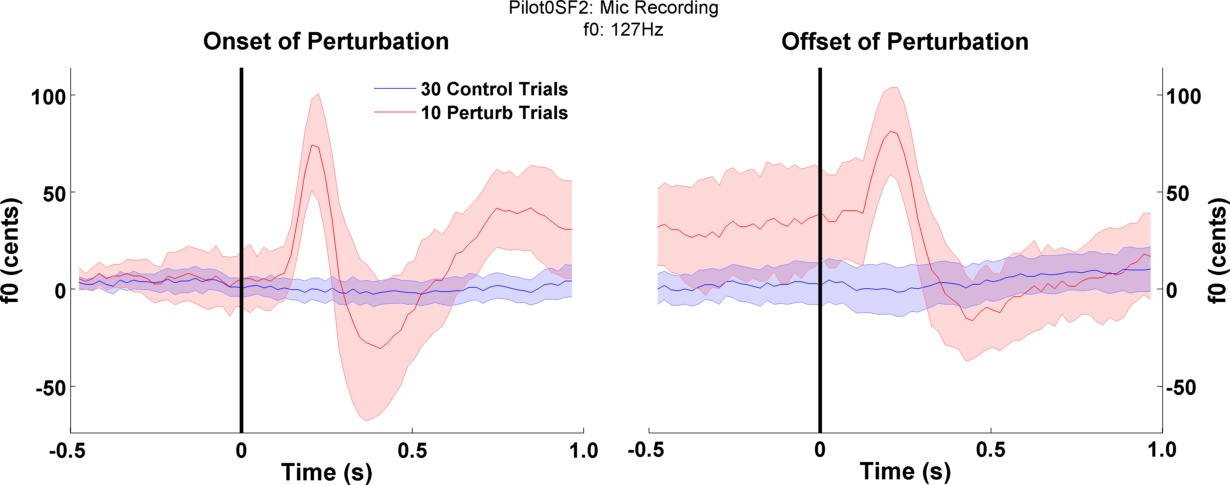 Pilot0SF2: Mic Recording
f0: 127Hz
Onset of Perturbation
Offset of Perturbation
30 Control Trials
10 Perturb Trials
f0 (cents)
100
50
0
-50
-0.5 0 0.5 1.0
Time (s)
-0.5 0 0.5 1.0
Time (s)
100
50
0
-50
f0 (cents)